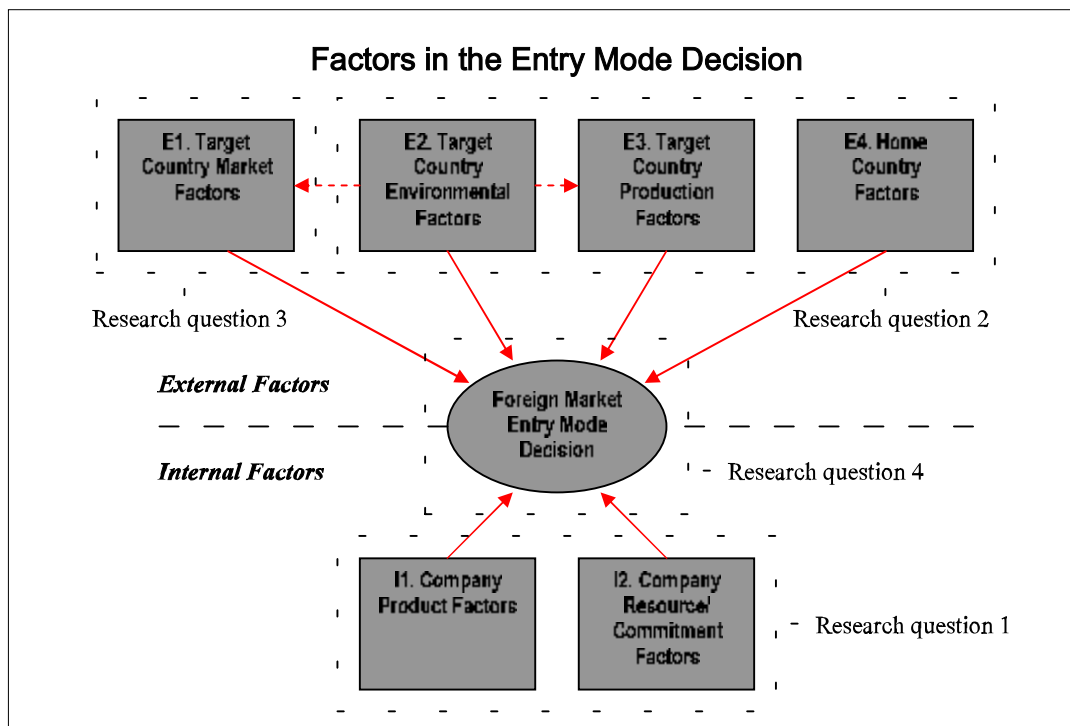 Factors in the Entry Mode Decision
E1. Target
Country Market
Factors
E2. Target
Country
Environmental
Factors
E3. Target
Country
Production
Factors
E4. Home
Country
Factors
Research question 3
Research question 2
External Factors
Foreign Market
Entry Mode
Decision
Internal Factors
Research question 4
I1. Company
Product Factors
I2. Company
Resource/
Commitment
Factors
Research question 1